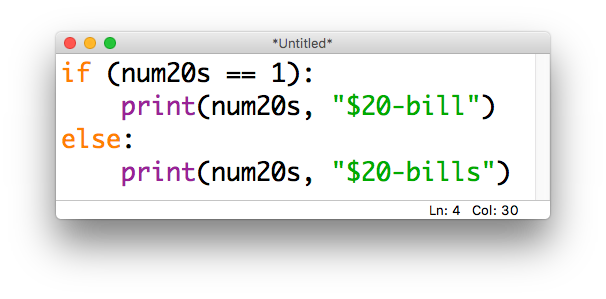 *Untitled*
if (num20s == 1):
    print(num20s, "$20-bill")
else:
    print(num20s, "$20-bills")
Ln: 4 Col: 30